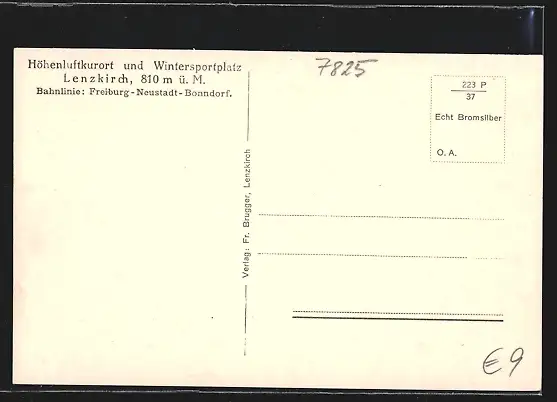 Höhenluftkurort und Wintersportplatz
Lenzkirch, 810 m ü. M.
Bahnlinie: Freiburg-Neustadt-Bonndorf.
7825
223 P
37
Echt Bromsilber
O. A.
Verlag: Fr. Brugger, Lenzkirch
€9